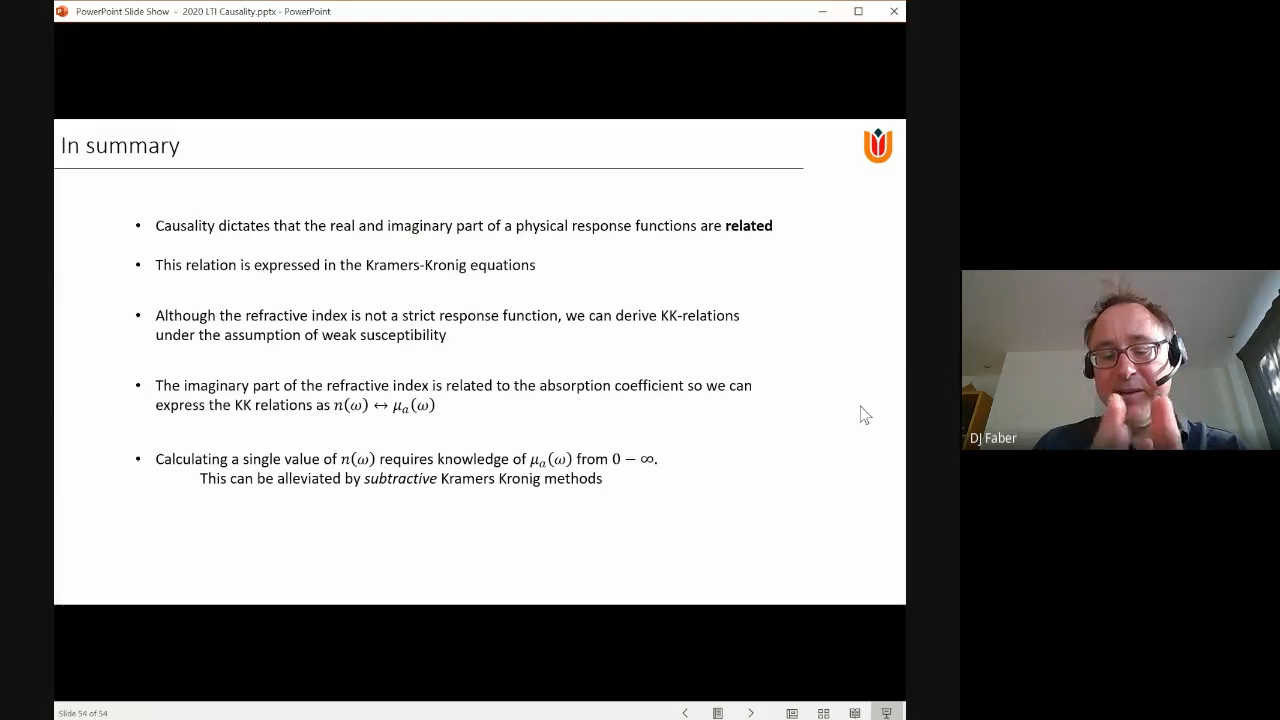 PowerPoint Slide Show - 2020 LTI Causality.pptx - PowerPoint
In summary
• Causality dictates that the real and imaginary part of a physical response functions are related
• This relation is expressed in the Kramers-Kronig equations
• Although the refractive index is not a strict response function, we can derive KK-relations
under the assumption of weak susceptibility
• The imaginary part of the refractive index is related to the absorption coefficient so we can
express the KK relations as n(ω) ↔ μₐ(ω)
• Calculating a single value of n(ω) requires knowledge of μₐ(ω) from 0 − ∞.
This can be alleviated by subtractive Kramers Kronig methods
DJ Faber
Slide 54 of 54